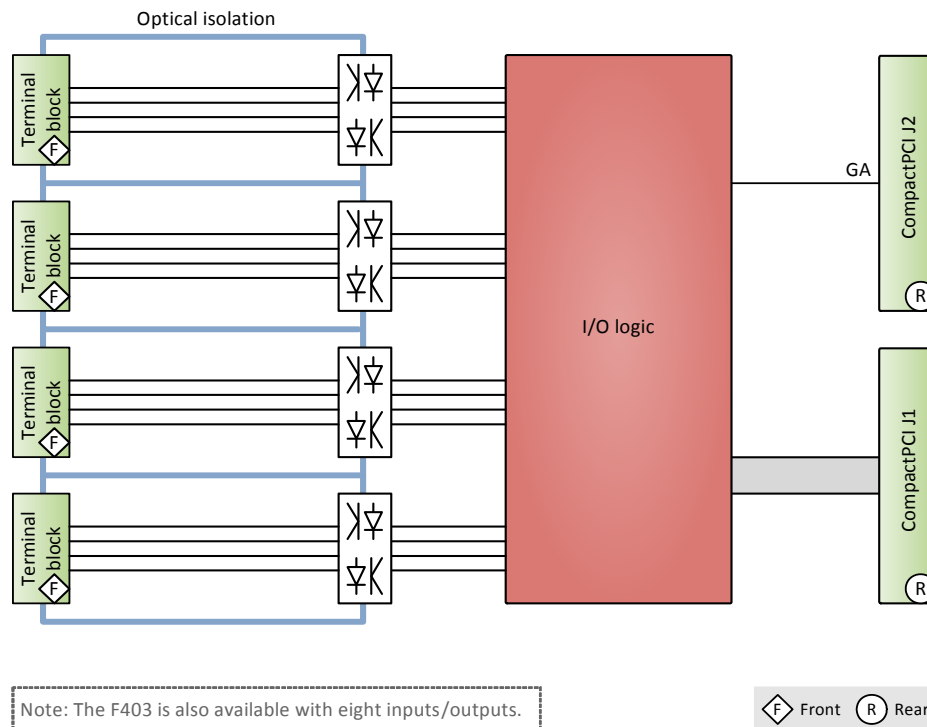 Optical isolation
Terminal
block
F
Terminal
block
F
Terminal
block
F
Terminal
block
F
I/O logic
GA
CompactPCI J2
R
CompactPCI J1
R
Note: The F403 is also available with eight inputs/outputs.
F Front R Rear